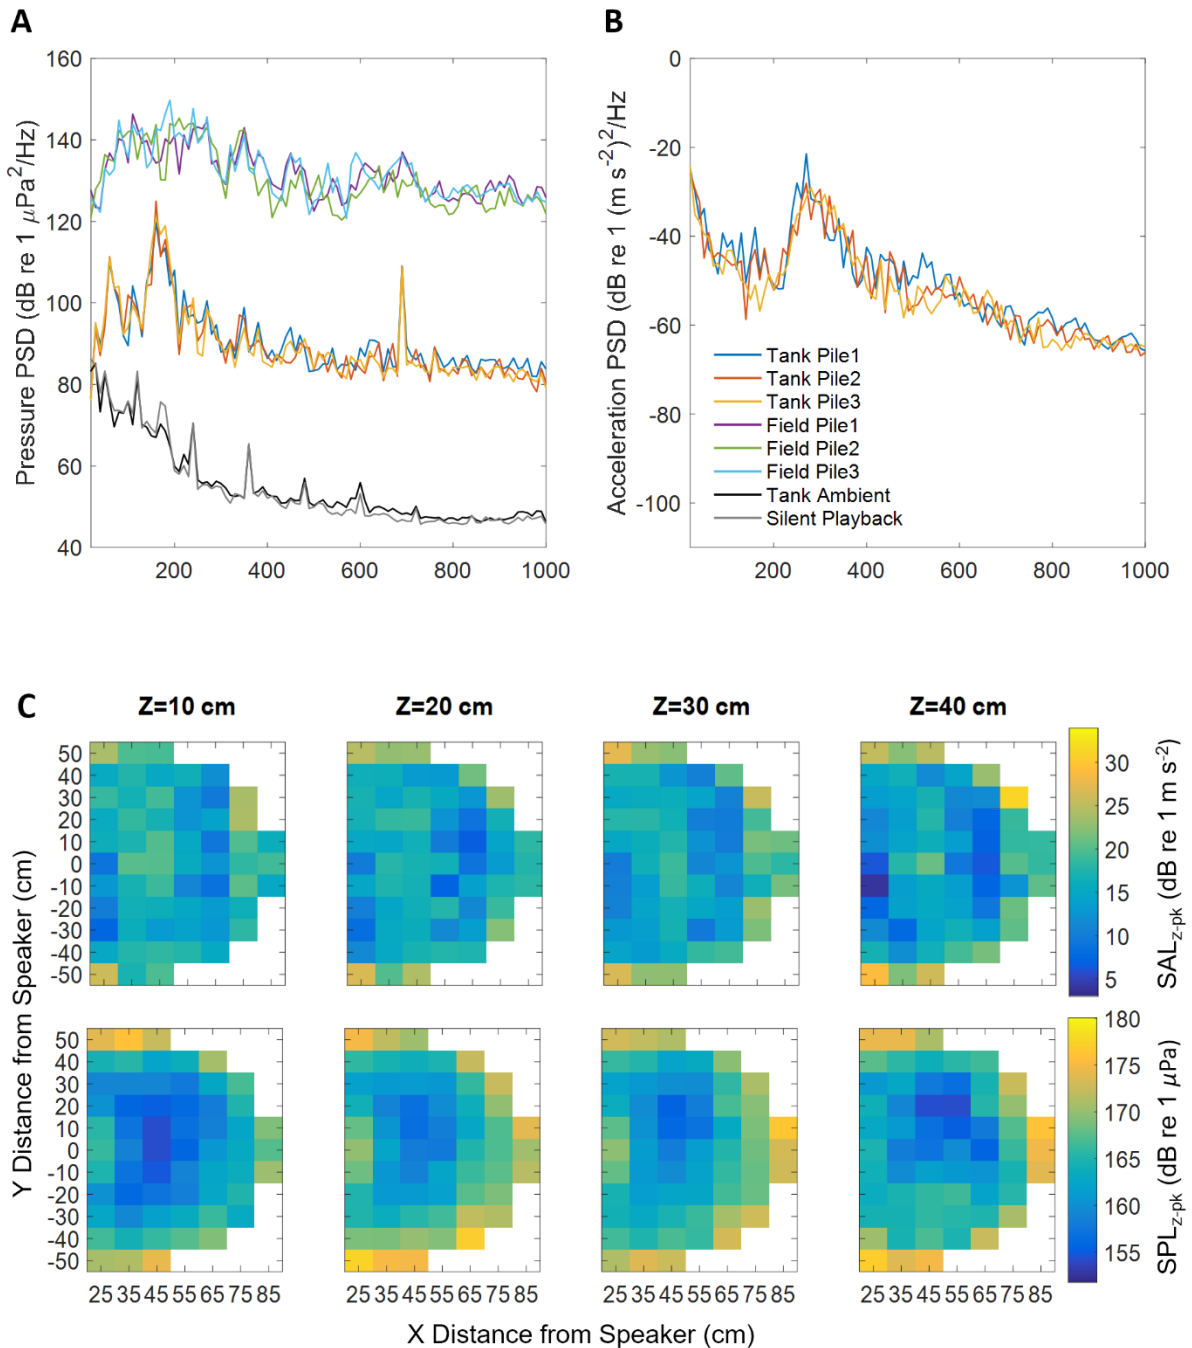 A
B
160
140
120
100
80
60
40
Pressure PSD (dB re 1 μPa²/Hz)
200
400
600
800
1000
0
-20
-40
-60
-80
-100
Acceleration PSD (dB re 1 (m s⁻²)²/Hz
Tank Pile1
Tank Pile2
Tank Pile3
Field Pile1
Field Pile2
Field Pile3
Tank Ambient
Silent Playback
200
400
600
800
1000
C
Z=10 cm
Z=20 cm
Z=30 cm
Z=40 cm
50
40
30
20
10
0
-10
-20
-30
-40
-50
30
25
20
15
10
5
SAL z-pk (dB re 1 m s⁻²)
Y Distance from Speaker (cm)
50
40
30
20
10
0
-10
-20
-30
-40
-50
180
175
170
165
160
155
SPL z-pk (dB re 1 μPa)
25 35 45 55 65 75 85
25 35 45 55 65 75 85
25 35 45 55 65 75 85
25 35 45 55 65 75 85
X Distance from Speaker (cm)